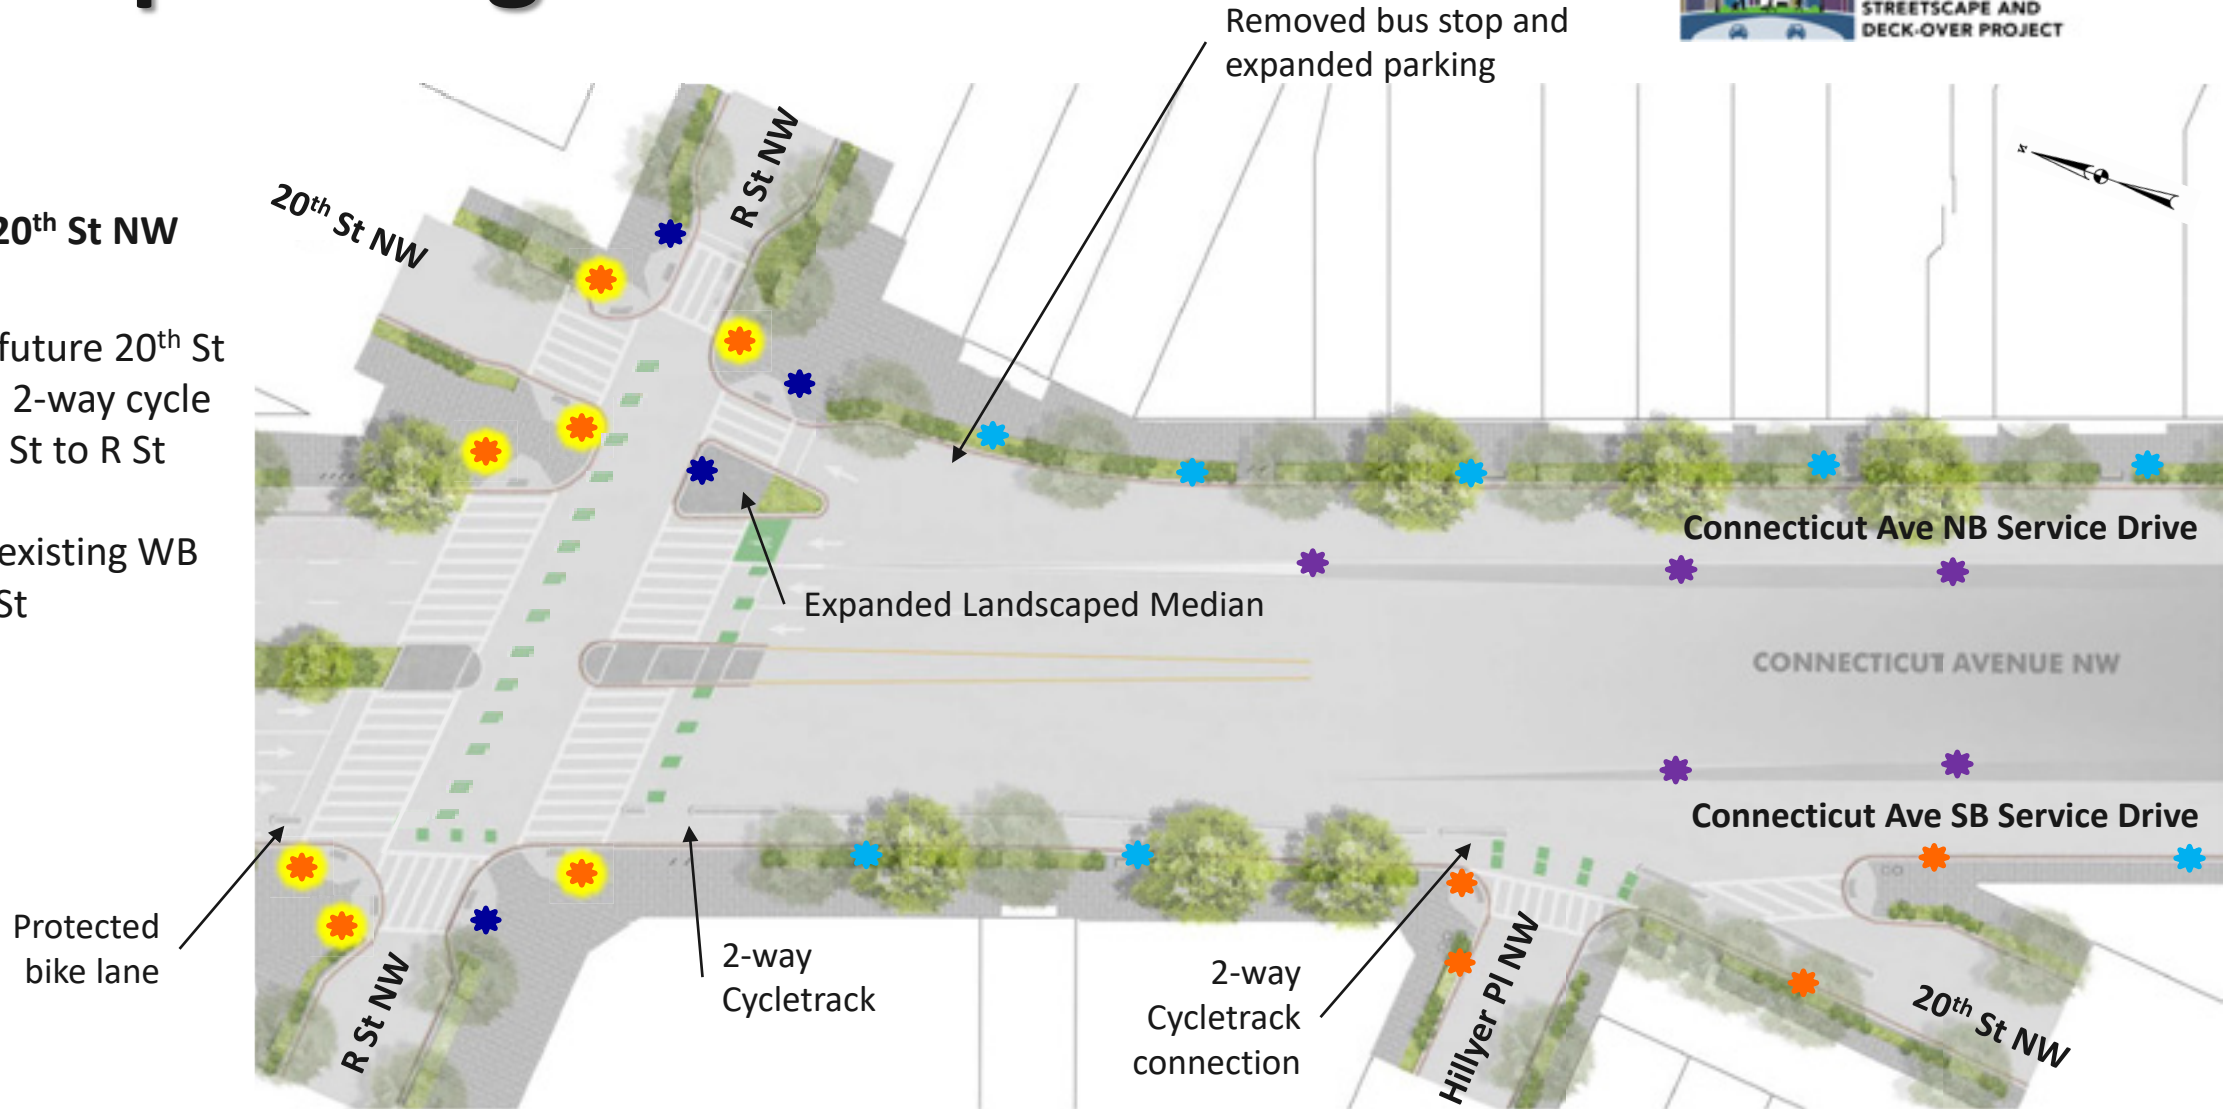 STREETSCAPE AND
DECK-OVER PROJECT
Removed bus stop and
expanded parking
20th St NW
R St NW
20th St NW
future 20th St
2-way cycle
St to R St
existing WB
St
Connecticut Ave NB Service Drive
Expanded Landscaped Median
CONNECTICUT AVENUE NW
Connecticut Ave SB Service Drive
Protected
bike lane
R St NW
2-way
Cycletrack
2-way
Cycletrack
connection
Hillyer Pl NW
20th St NW